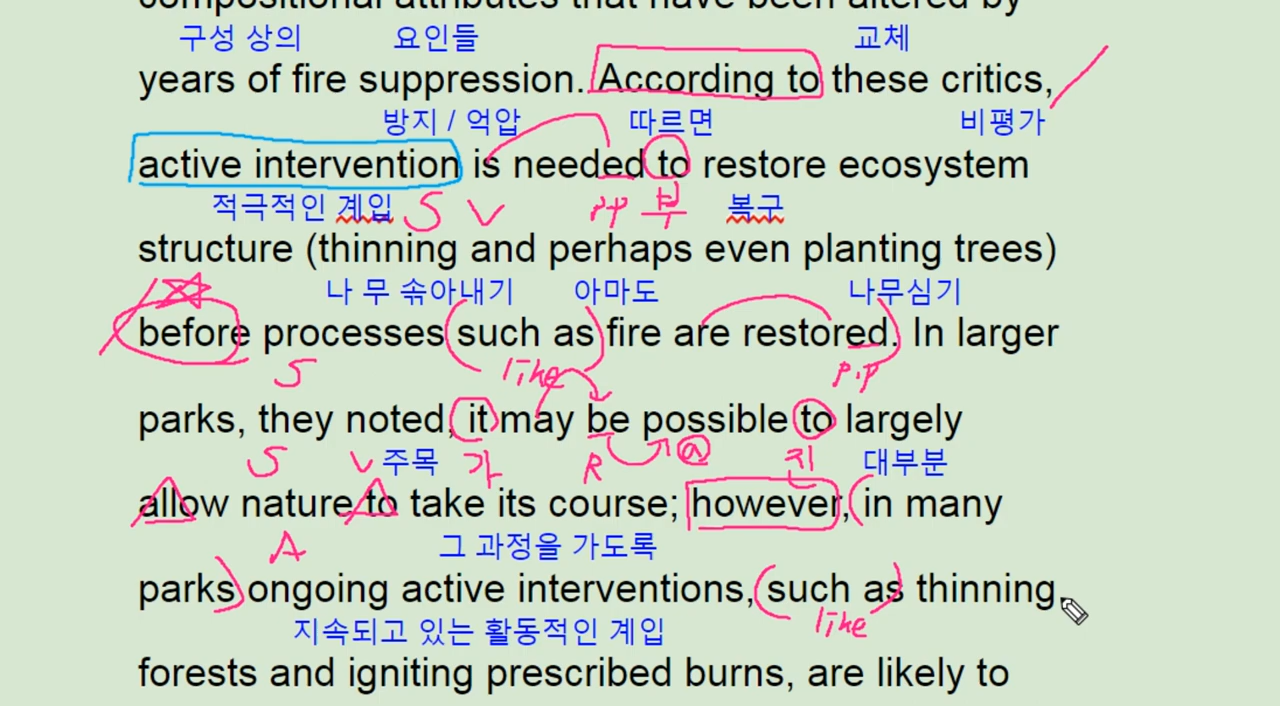 compositional attributes that have been altered by
구성 상의 요인들 교체
years of fire suppression. According to these critics,
방지 / 억압 따르면 비평가
active intervention is needed to restore ecosystem
적극적인 계입 S V p.p 부 복구
structure (thinning and perhaps even planting trees)
나 무 솎아내기 아마도 나무심기
before processes such as fire are restored. In larger
S like p.p
parks, they noted, it may be possible to largely
S V 주목 가 R a 진 대부분
allow nature to take its course; however, in many
A 그 과정을 가도록
parks ongoing active interventions, such as thinning
지속되고 있는 활동적인 계입 like
forests and igniting prescribed burns, are likely to